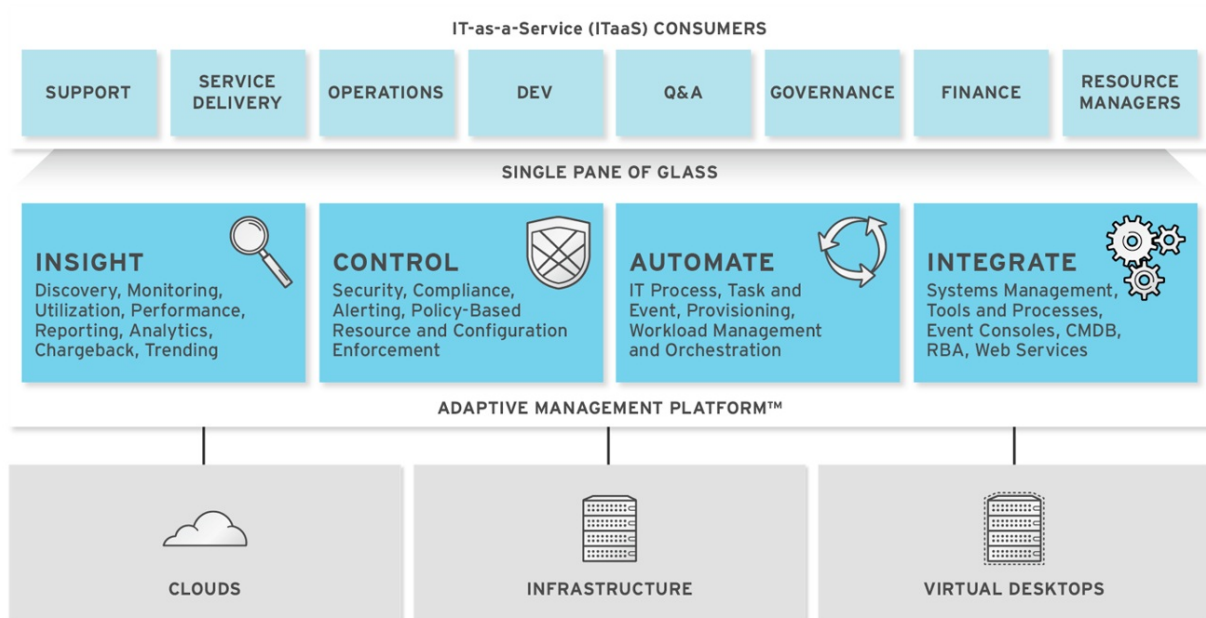 IT-as-a-Service (ITaaS) CONSUMERS
SUPPORT
SERVICE
DELIVERY
OPERATIONS
DEV
Q&A
GOVERNANCE
FINANCE
RESOURCE
MANAGERS
SINGLE PANE OF GLASS
INSIGHT
Discovery, Monitoring,
Utilization, Performance,
Reporting, Analytics,
Chargeback, Trending
CONTROL
Security, Compliance,
Alerting, Policy-Based
Resource and Configuration
Enforcement
AUTOMATE
IT Process, Task and
Event, Provisioning,
Workload Management
and Orchestration
INTEGRATE
Systems Management,
Tools and Processes,
Event Consoles, CMDB,
RBA, Web Services
ADAPTIVE MANAGEMENT PLATFORM™
CLOUDS
INFRASTRUCTURE
VIRTUAL DESKTOPS